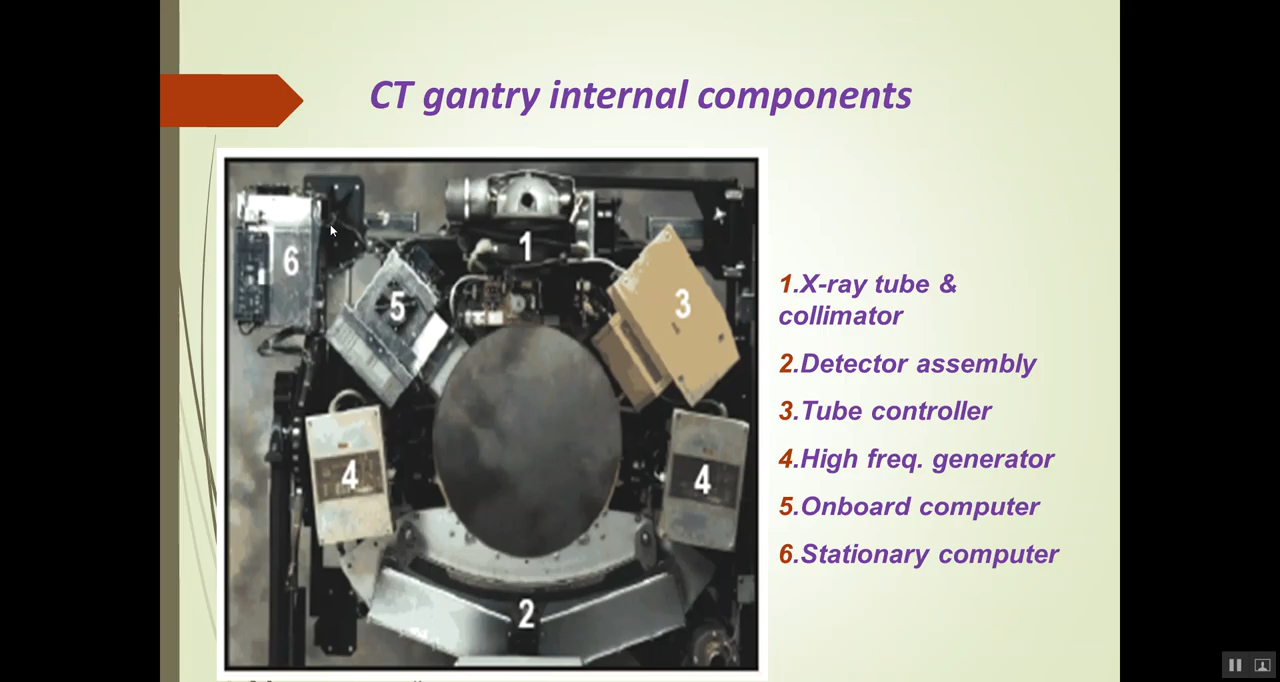 CT gantry internal components
1
6
3
5
4
4
2
1.X-ray tube &
collimator
2.Detector assembly
3.Tube controller
4.High freq. generator
5.Onboard computer
6.Stationary computer